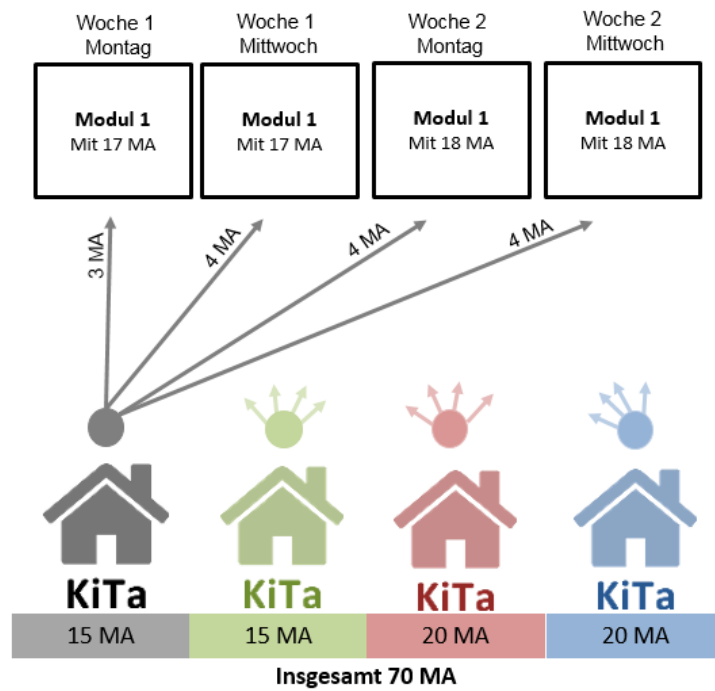 Woche 1
Montag
Woche 1
Mittwoch
Woche 2
Montag
Woche 2
Mittwoch
Modul 1
Mit 17 MA
Modul 1
Mit 17 MA
Modul 1
Mit 18 MA
Modul 1
Mit 18 MA
3 MA
4 MA
4 MA
4 MA
KiTa
KiTa
KiTa
KiTa
15 MA
15 MA
20 MA
20 MA
Insgesamt 70 MA